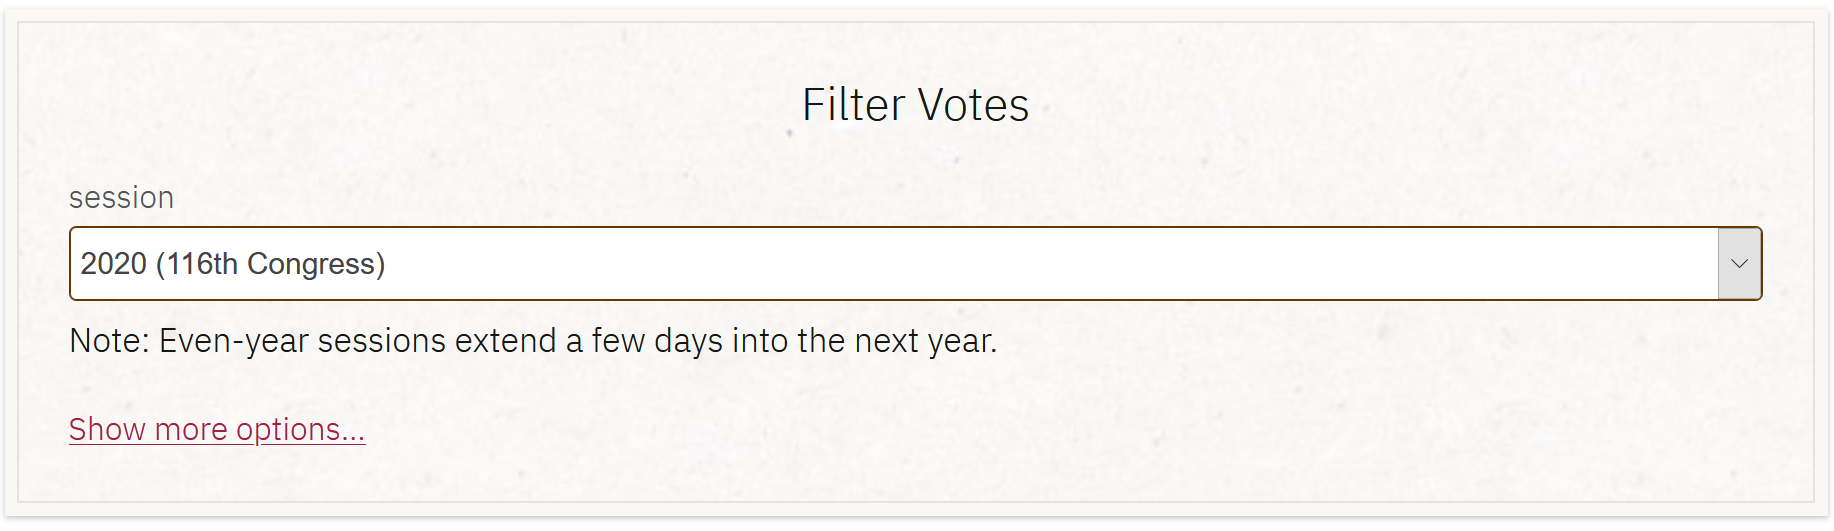 Filter Votes
session
2020 (116th Congress)
Note: Even-year sessions extend a few days into the next year.
Show more options...